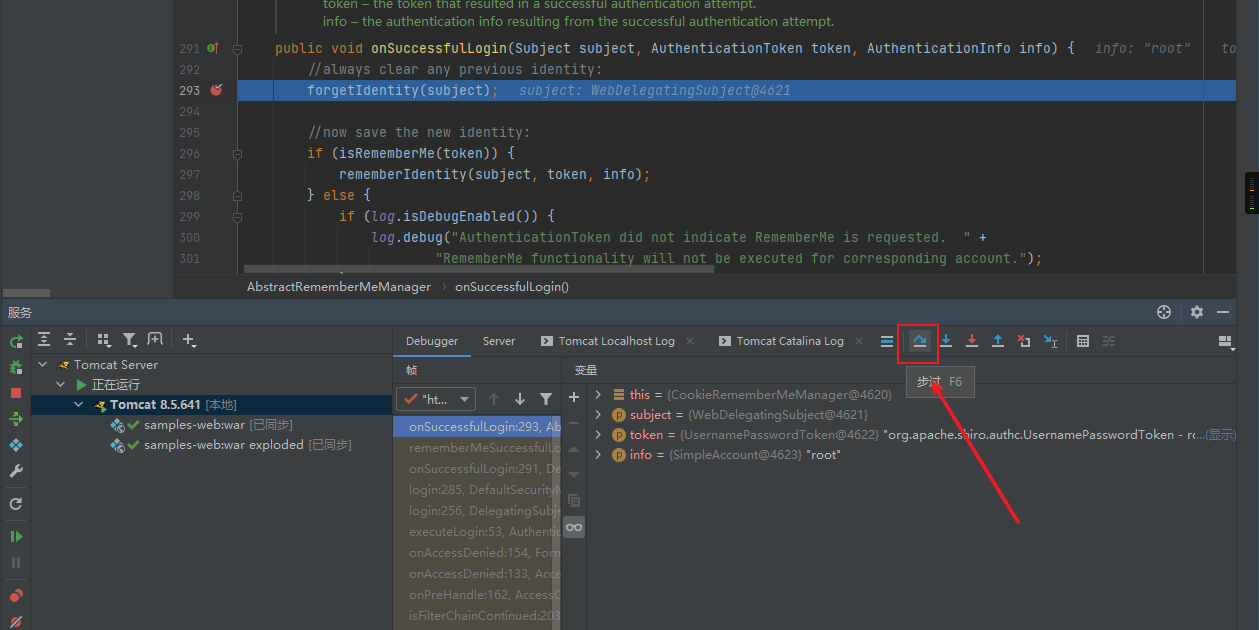 token – the token that resulted in a successful authentication attempt.
info – the authentication info resulting from the successful authentication attempt.
291 public void onSuccessfulLogin(Subject subject, AuthenticationToken token, AuthenticationInfo info) { info: "root" to
292 //always clear any previous identity:
293 forgetIdentity(subject); subject: WebDelegatingSubject@4621
294
295 //now save the new identity:
296 if (isRememberMe(token)) {
297 rememberIdentity(subject, token, info);
298 } else {
299 if (log.isDebugEnabled()) {
300 log.debug("AuthenticationToken did not indicate RememberMe is requested.  " +
301 "RememberMe functionality will not be executed for corresponding account.");
AbstractRememberMeManager › onSuccessfulLogin()
服务
Debugger Server Tomcat Localhost Log Tomcat Catalina Log
步过 F6
Tomcat Server
正在运行
Tomcat 8.5.641 [本地]
samples-web:war [已同步]
samples-web:war exploded [已同步]
帧
"ht...
onSuccessfulLogin:293, Ab
rememberMeSuccessfulLo
onSuccessfulLogin:291, De
login:285, DefaultSecurityM
login:256, DelegatingSubje
executeLogin:53, Authentic
onAccessDenied:154, Form
onAccessDenied:133, Acce
onPreHandle:162, AccessC
isFilterChainContinued:203
变量
this = {CookieRememberMeManager@4620}
subject = {WebDelegatingSubject@4621}
token = {UsernamePasswordToken@4622} "org.apache.shiro.authc.UsernamePasswordToken - ro...(显示)
info = {SimpleAccount@4623} "root"